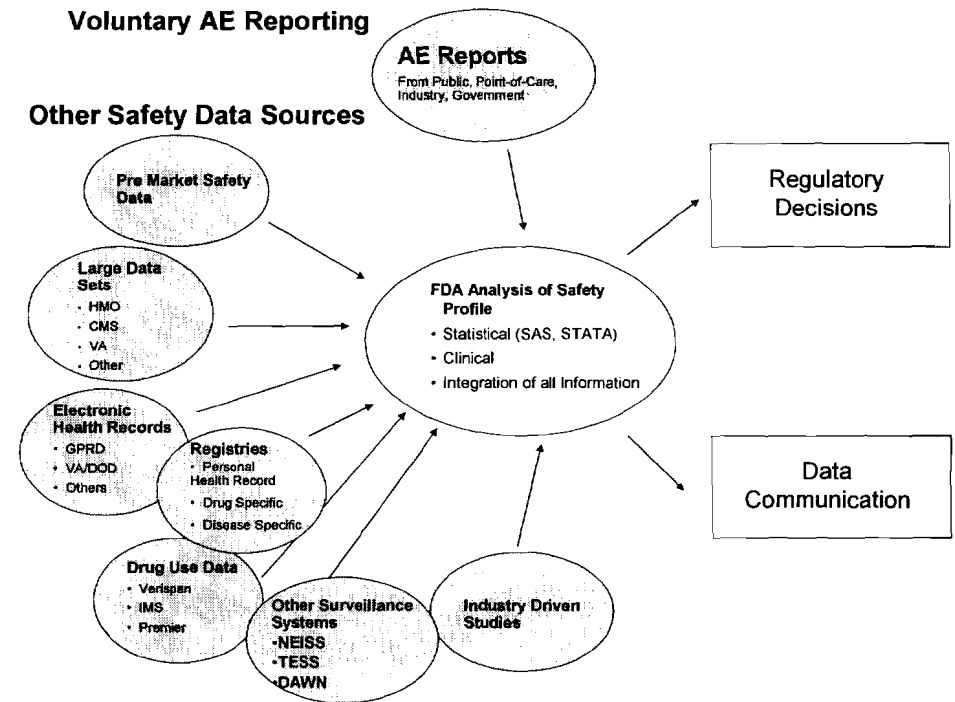 Voluntary AE Reporting
AE Reports
From Public, Point-of-Care,
Industry, Government
Other Safety Data Sources
Pre Market Safety
Data
Large Data
Sets
· HMO
· CMS
· VA
· Other
Electronic
Health Records
• GPRD
• VA/DOD
• Others
Registries
• Personal
Health Record
• Drug Specific
• Disease Specific
Drug Use Data
• Verispan
• IMS
• Premier
Other Surveillance
Systems
•NEISS
•TESS
•DAWN
Industry Driven
Studies
FDA Analysis of Safety
Profile
• Statistical (SAS, STATA)
• Clinical
• Integration of all Information
Regulatory
Decisions
Data
Communication